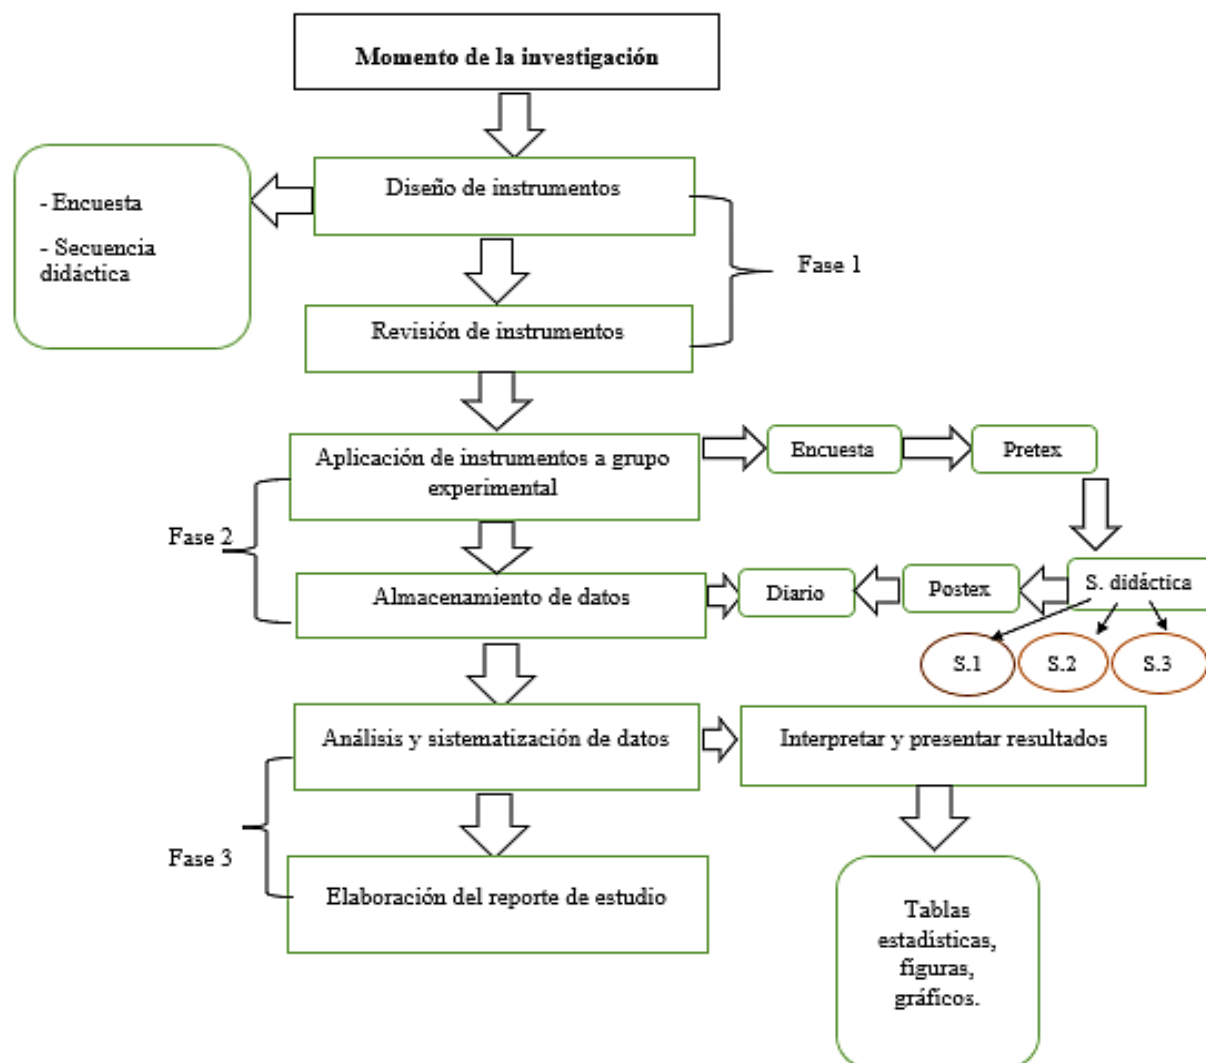 Momento de la investigación
Diseño de instrumentos
- Encuesta
- Secuencia
didáctica
Fase 1
Revisión de instrumentos
Aplicación de instrumentos a grupo
experimental
Encuesta
Pretex
Fase 2
Almacenamiento de datos
Diario
Postex
S. didáctica
S.1
S.2
S.3
Análisis y sistematización de datos
Interpretar y presentar resultados
Fase 3
Elaboración del reporte de estudio
Tablas
estadísticas,
fíguras,
gráficos.